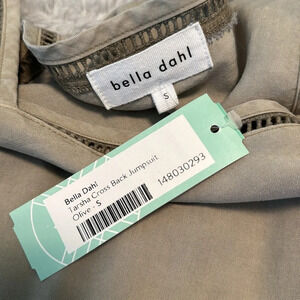 bella dahl
S
Bella Dahl
Tarsha Cross Back Jumpsuit
Olive - S
148030293